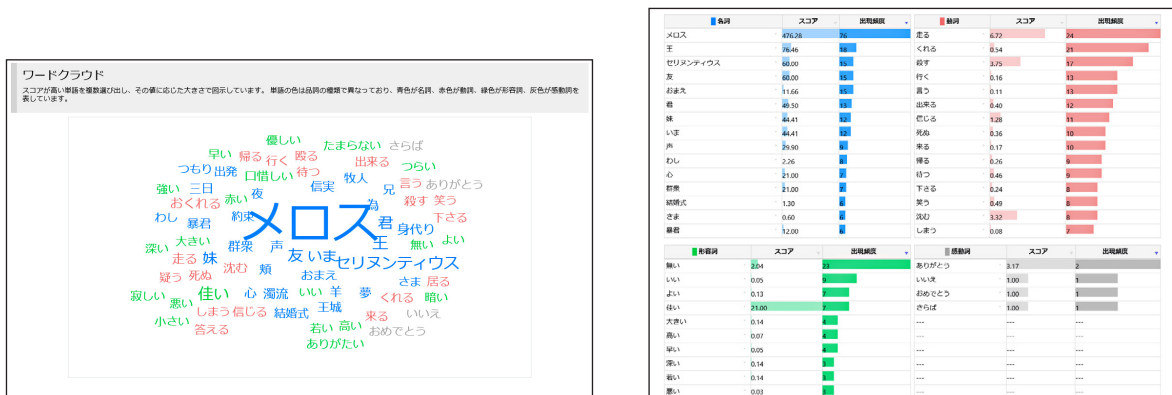 ワードクラウド
スコアが高い単語を複数選び出し、その値に応じた大きさで図示しています。 単語の色は品詞の種類で異なっており、青色が名詞、赤色が動詞、緑色が形容詞、灰色が感動詞を
表しています。
優しい たまらない さらば
早い 帰る 行く 殴る 出来る
つもり 出発 口惜しい 待つ つらい
強い 三日 赤い 夜 信実 牧人 兄 言う ありがとう
おくれる 為 殺す 笑う
わし 暴君 約束 メロス 君 身代り 下さる
深い 大きい 群衆 声 友 いま 王 無い よい
走る 妹 セリヌンティウス
疑う 死ぬ 沈む 頬 おまえ さま 居る
寂しい 悪い 佳い 心 濁流 いい 羊 夢 くれる 暗い
小さい しまう 信じる 結婚式 王城 来る いいえ
答える 若い 高い おめでとう
ありがたい
名詞 スコア 出現頻度 動詞 スコア 出現頻度
メロス 476.28 76 走る 6.72 24
王 76.46 18 くれる 0.54 21
セリヌンティウス 60.00 15 殺す 3.75 17
友 60.00 15 行く 0.16 13
おまえ 11.66 15 言う 0.11 13
君 49.50 13 出来る 0.40 12
妹 44.41 12 信じる 1.28 11
いま 44.41 12 死ぬ 0.36 10
声 29.90 9 来る 0.17 10
わし 2.26 8 帰る 0.26 9
心 21.00 7 待つ 0.46 9
群衆 21.00 7 下さる 0.24 8
結婚式 1.30 6 笑う 0.49 8
さま 0.60 6 沈む 3.32 8
暴君 12.00 6 しまう 0.08 7
形容詞 スコア 出現頻度 感動詞 スコア 出現頻度
無い 2.04 23 ありがとう 3.17 2
いい 0.05 9 いいえ 1.00 1
よい 0.13 7 おめでとう 1.00 1
佳い 21.00 7 さらば 1.00 1
大きい 0.14 4 --- --- ---
高い 0.07 4 --- --- ---
早い 0.05 4 --- --- ---
深い 0.14 3 --- --- ---
若い 0.14 3 --- --- ---
悪い 0.03 3 --- --- ---